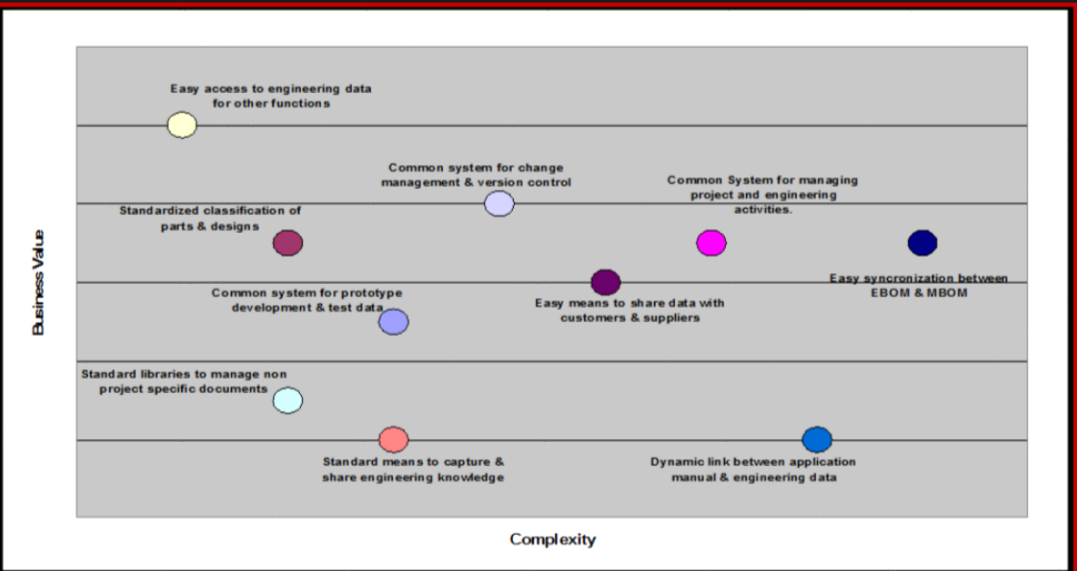 Easy access to engineering data
for other functions
Common system for change
management & version control
Common System for managing
project and engineering
activities.
Standardized classification of
parts & designs
Easy syncronization between
EBOM & MBOM
Common system for prototype
development & test data
Easy means to share data with
customers & suppliers
Standard libraries to manage non
project specific documents
Standard means to capture &
share engineering knowledge
Dynamic link between application
manual & engineering data
Business Value
Complexity